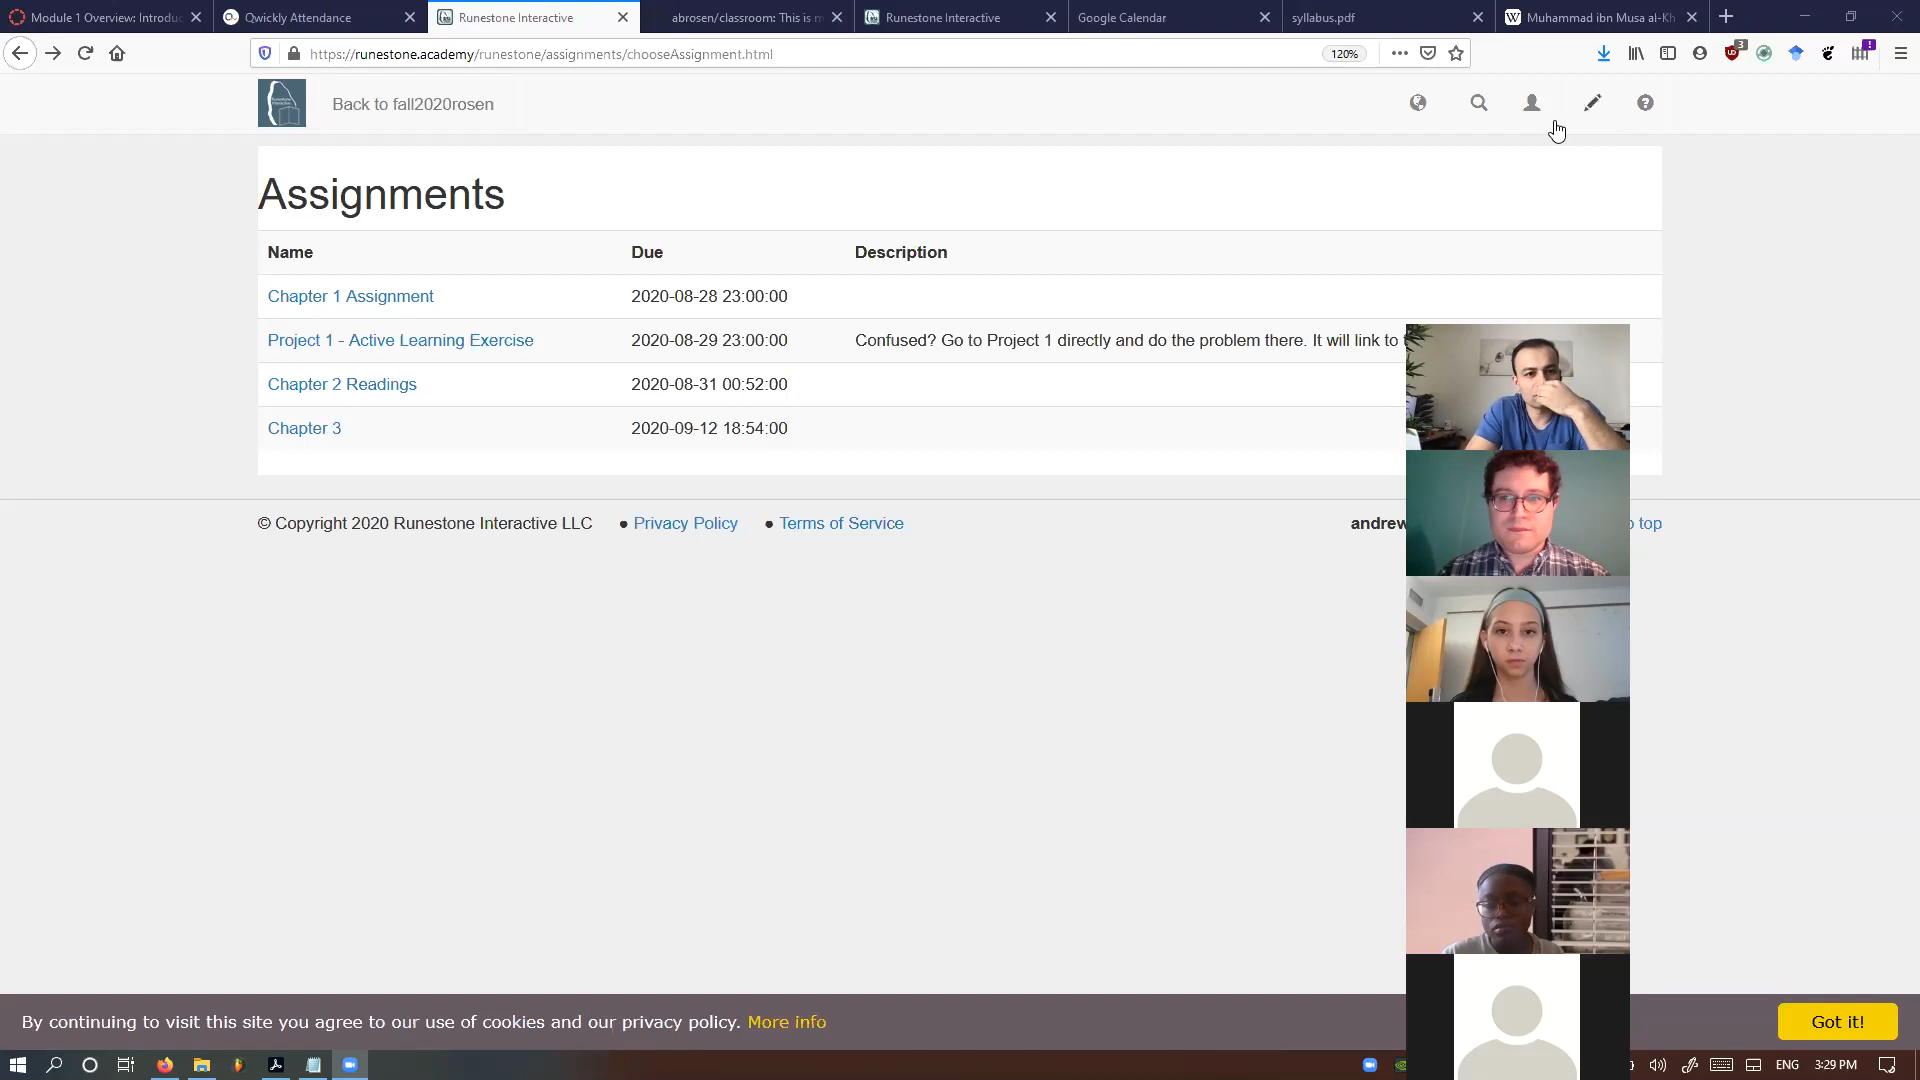 Module 1 Overview: Introduc
Qwickly Attendance
Runestone Interactive
abrosen/classroom: This is m
Runestone Interactive
Google Calendar
syllabus.pdf
W Muhammad ibn Musa al-Kh
https://runestone.academy/runestone/assignments/chooseAssignment.html
120%
3
!
Back to fall2020rosen
Assignments
Name Due Description
Chapter 1 Assignment 2020-08-28 23:00:00
Project 1 - Active Learning Exercise 2020-08-29 23:00:00 Confused? Go to Project 1 directly and do the problem there. It will link to
Chapter 2 Readings 2020-08-31 00:52:00
Chapter 3 2020-09-12 18:54:00
© Copyright 2020 Runestone Interactive LLC ● Privacy Policy ● Terms of Service andrew top
By continuing to visit this site you agree to our use of cookies and our privacy policy. More info Got it!
ENG 3:29 PM